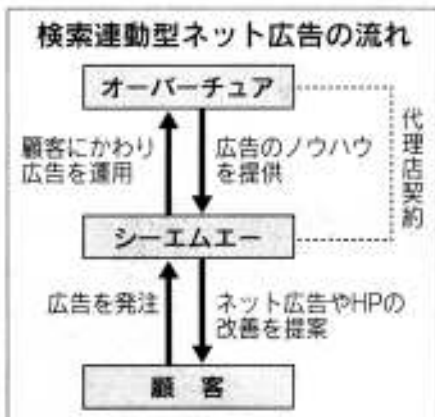 検索連動型ネット広告の流れ
オーバーチュア
顧客にかわり
広告を運用
広告のノウハウ
を提供
代理店契約
シーエムエー
広告を発注
ネット広告やHPの
改善を提案
顧客